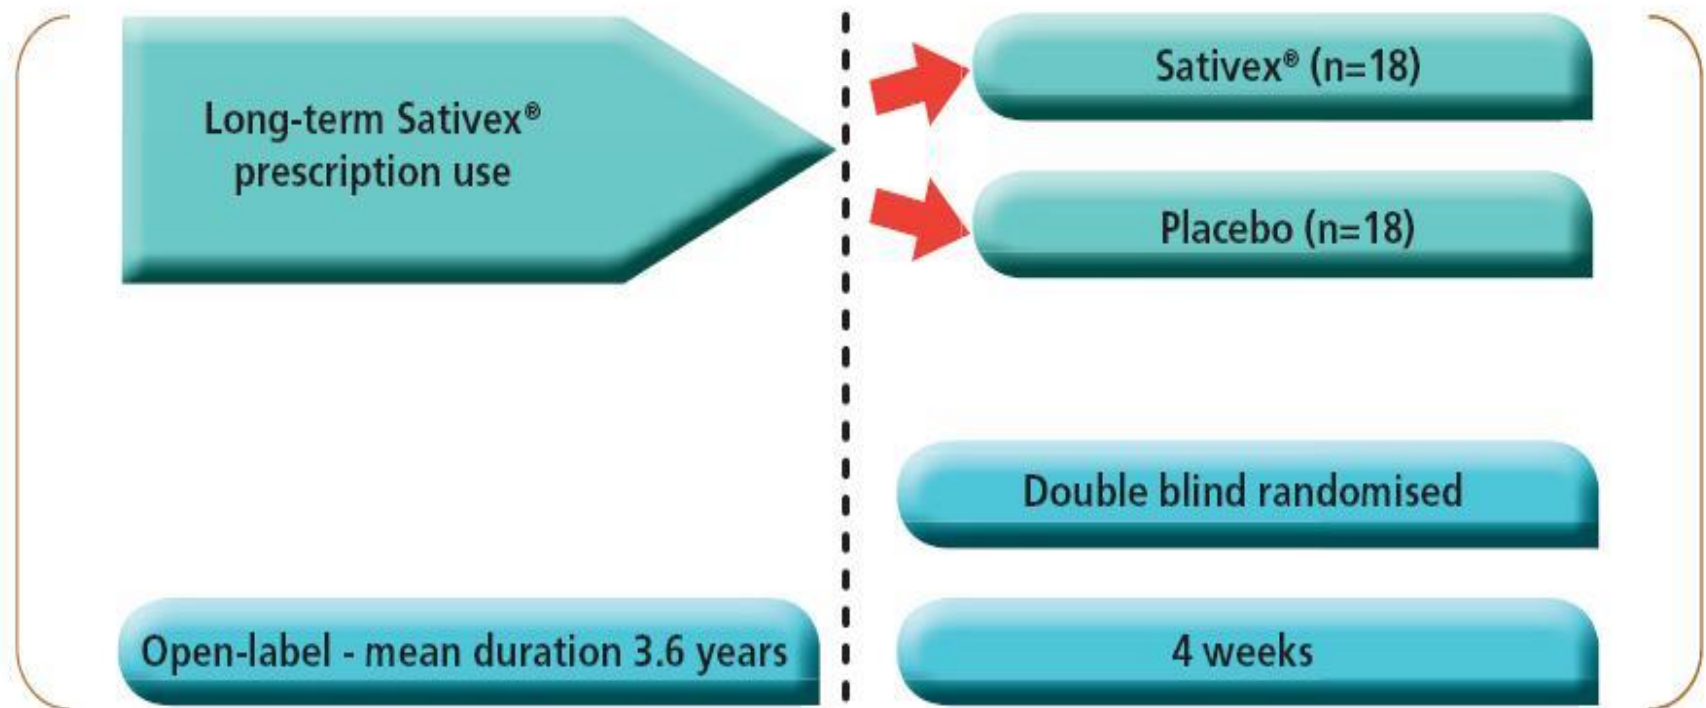 Long-term Sativex®
prescription use
Sativex® (n=18)
Placebo (n=18)
Double blind randomised
Open-label - mean duration 3.6 years
4 weeks